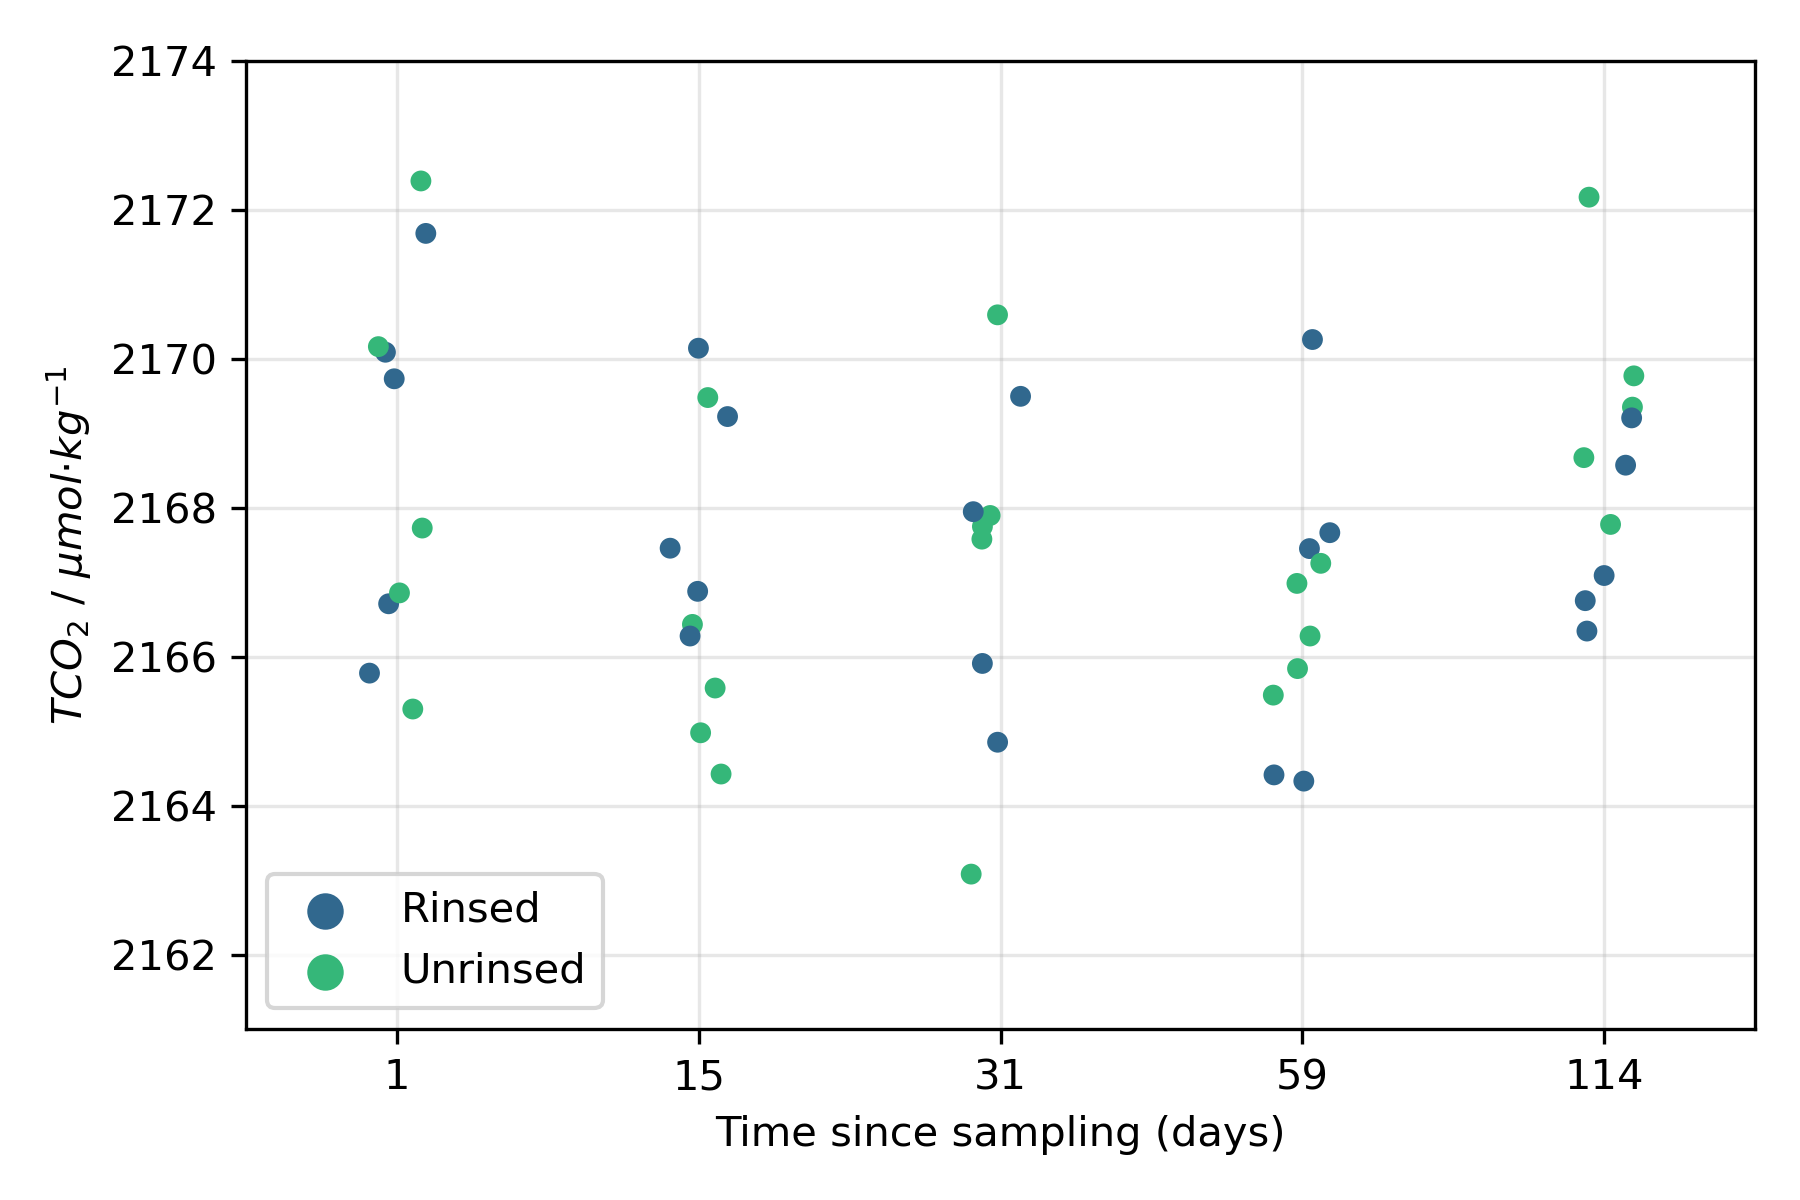 2174
2172
2170
2168
2166
2164
2162
TCO₂ / μmol·kg⁻¹
Rinsed
Unrinsed
1 15 31 59 114
Time since sampling (days)